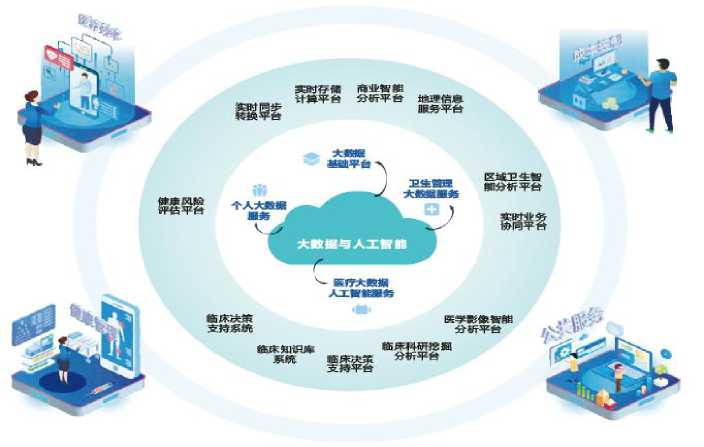 实时存储
计算平台
商业智能
分析平台
实时同步
转换平台
地理信息
服务平台
大数据
基础平台
区域卫生智
能分析平台
卫生管理
大数据服务
健康风险
评估平台
个人大数据
服务
实时业务
协同平台
大数据与人工智能
医疗大数据
人工智能服务
临床决策
支持系统
医学影像智能
分析平台
临床知识库
系统
临床决策
支持平台
临床科研挖掘
分析平台
公共服务